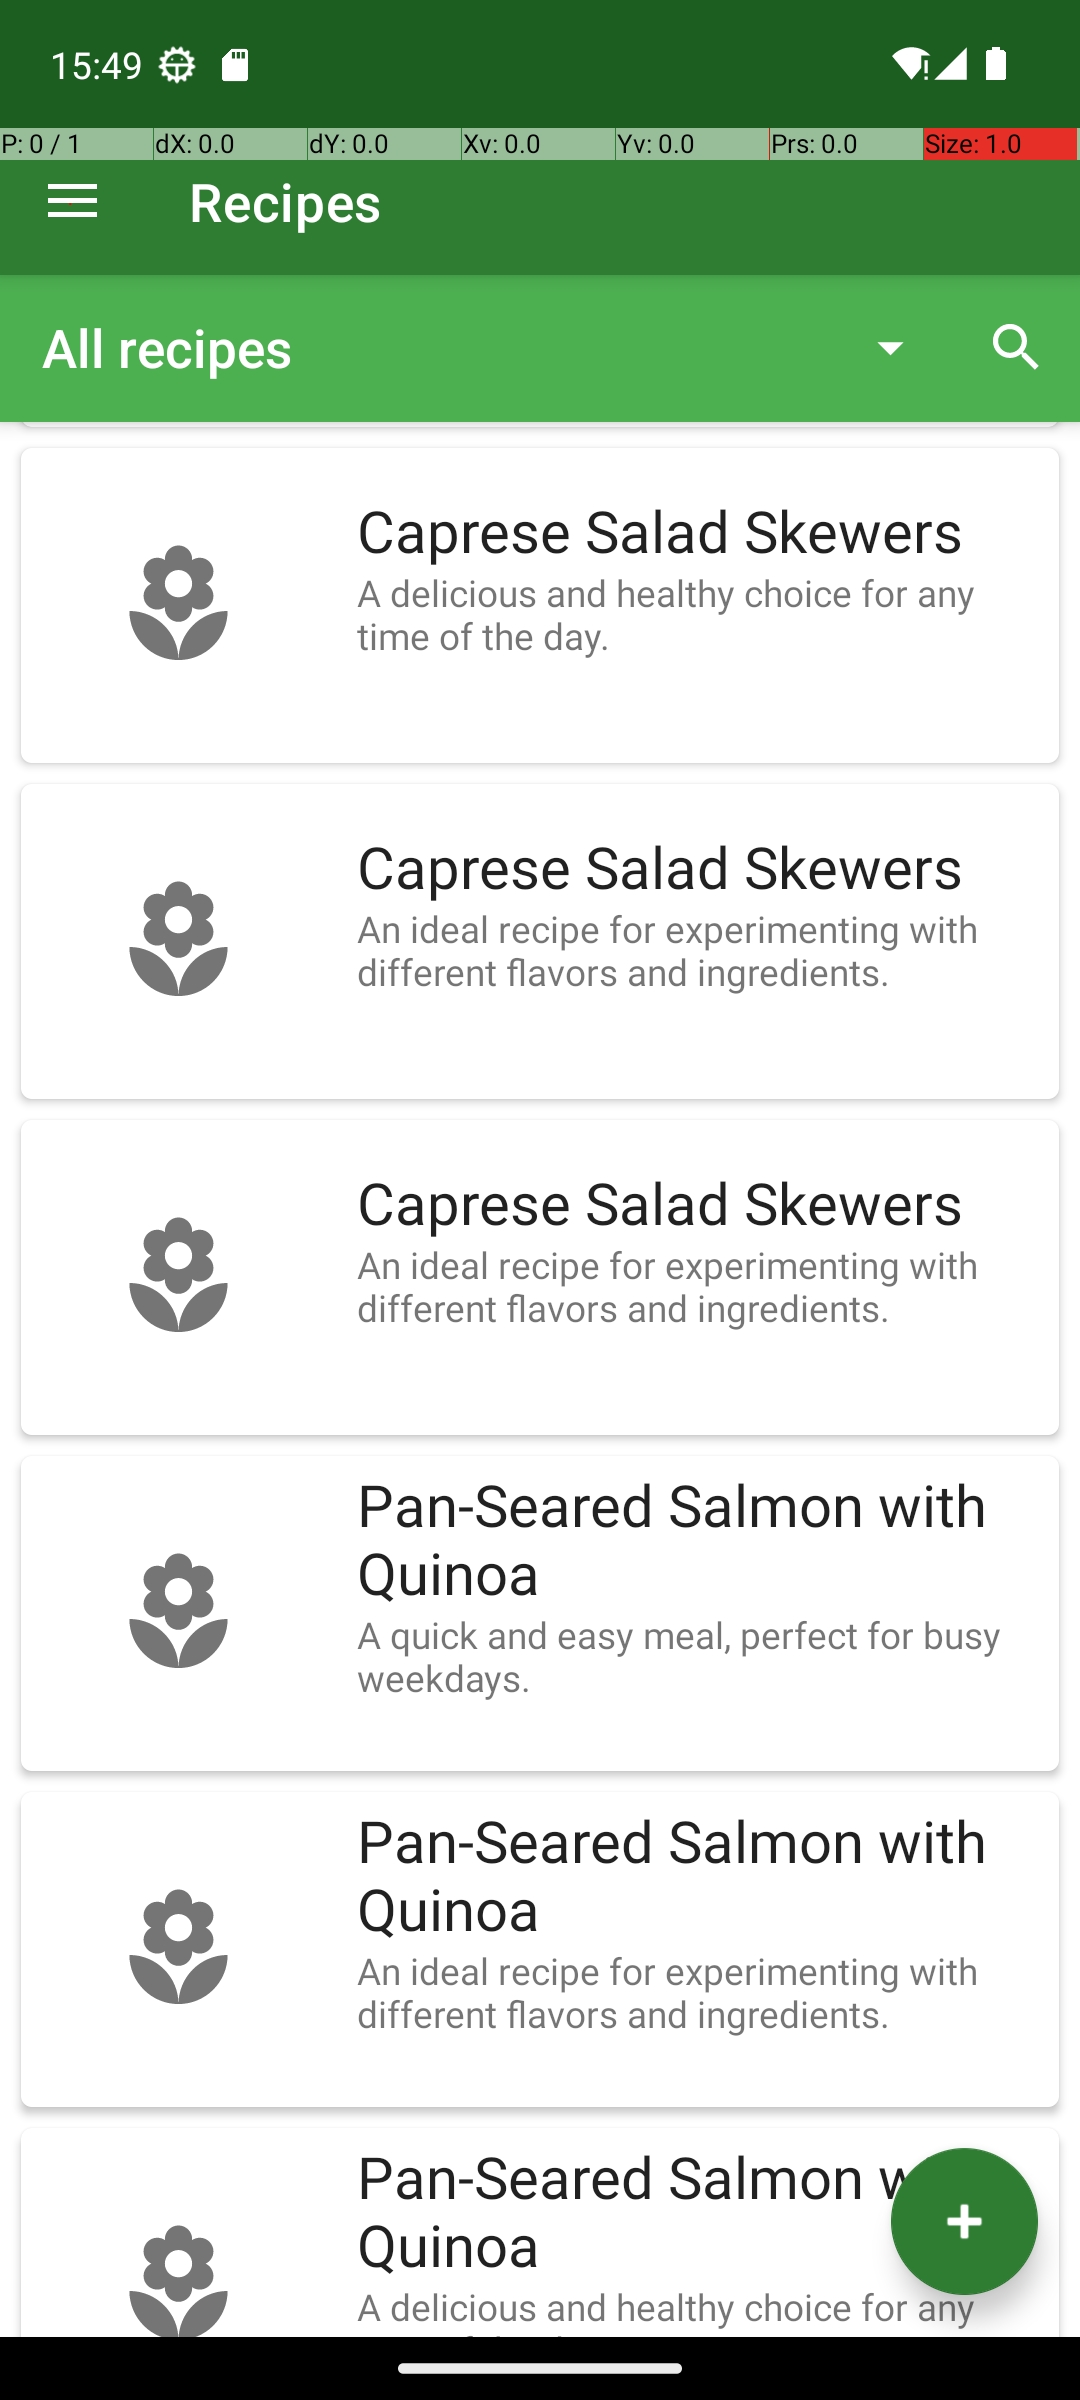 15:49
P: 0 / 1 dX: 0.0 dY: 0.0 Xv: 0.0 Yv: 0.0 Prs: 0.0 Size: 1.0
Recipes
All recipes
Caprese Salad Skewers
A delicious and healthy choice for any
time of the day.
Caprese Salad Skewers
An ideal recipe for experimenting with
different flavors and ingredients.
Caprese Salad Skewers
An ideal recipe for experimenting with
different flavors and ingredients.
Pan-Seared Salmon with
Quinoa
A quick and easy meal, perfect for busy
weekdays.
Pan-Seared Salmon with
Quinoa
An ideal recipe for experimenting with
different flavors and ingredients.
Pan-Seared Salmon
Quinoa
A delicious and healthy choice for any